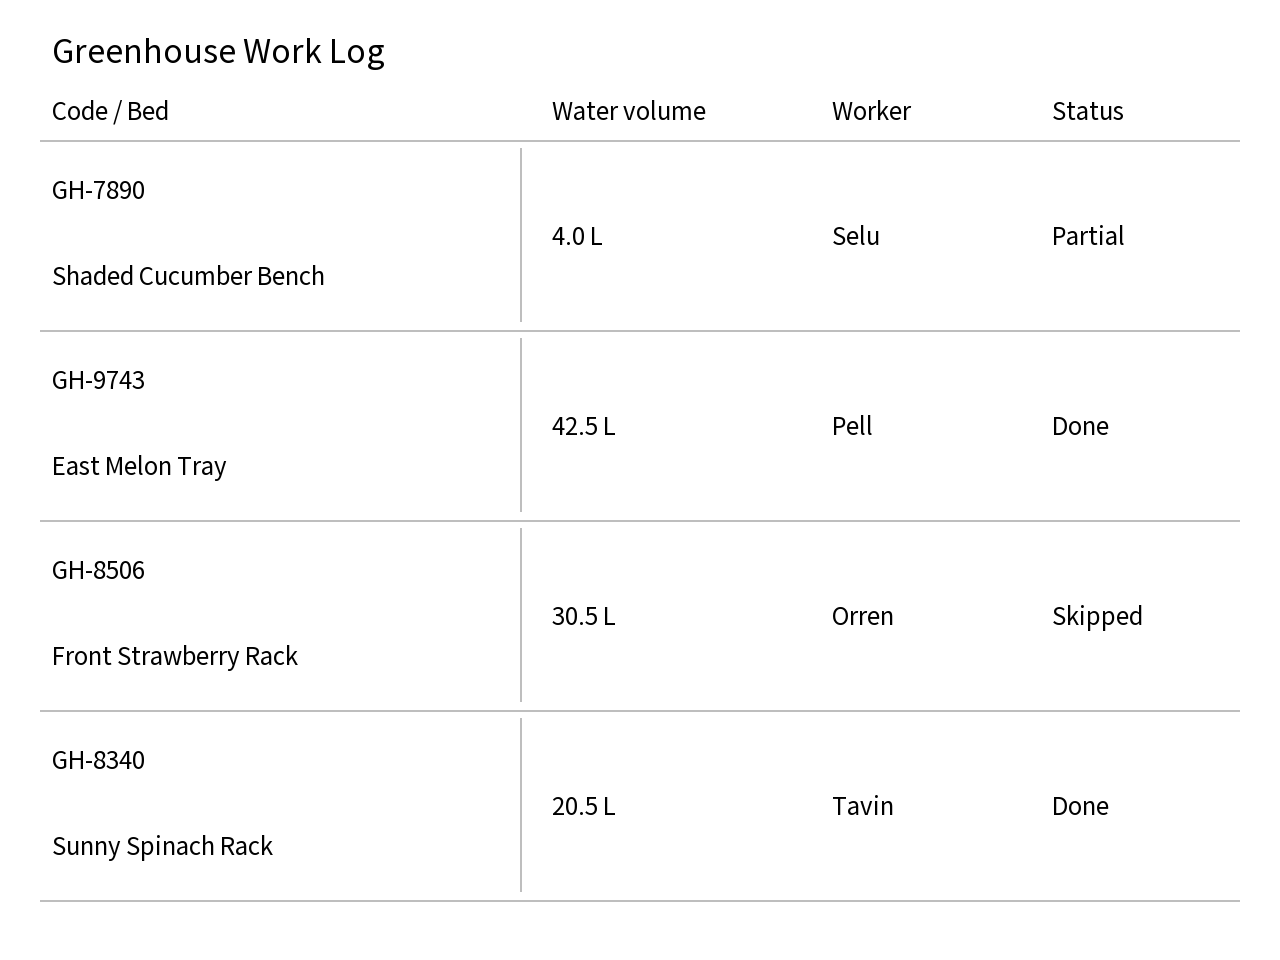 Greenhouse Work Log
Code / Bed Water volume Worker Status
GH-7890
Shaded Cucumber Bench
4.0 L Selu Partial
GH-9743
East Melon Tray
42.5 L Pell Done
GH-8506
Front Strawberry Rack
30.5 L Orren Skipped
GH-8340
Sunny Spinach Rack
20.5 L Tavin Done